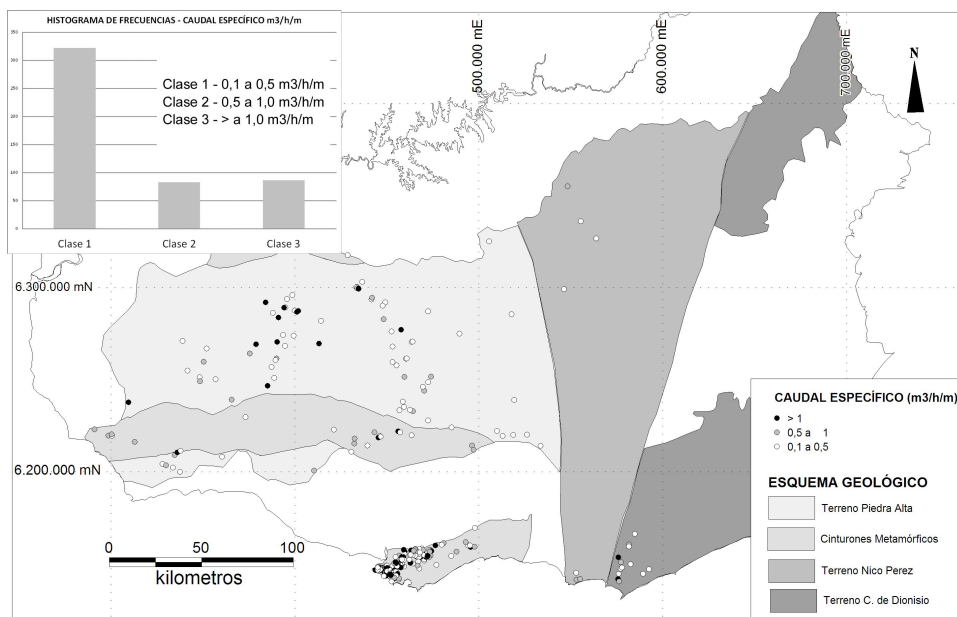 HISTOGRAMA DE FRECUENCIAS - CAUDAL ESPECÍFICO m3/h/m
350
300
250
200
150
100
50
0
Clase 1 - 0,1 a 0,5 m3/h/m
Clase 2 - 0,5 a 1,0 m3/h/m
Clase 3 - > a 1,0 m3/h/m
Clase 1
Clase 2
Clase 3
500.000 mE
600.000 mE
700.000 mE
N
6.300.000 mN
6.200.000 mN
0 50 100
kilometros
CAUDAL ESPECÍFICO (m3/h/m)
> 1
0,5 a 1
0,1 a 0,5
ESQUEMA GEOLÓGICO
Terreno Piedra Alta
Cinturones Metamórficos
Terreno Nico Perez
Terreno C. de Dionisio